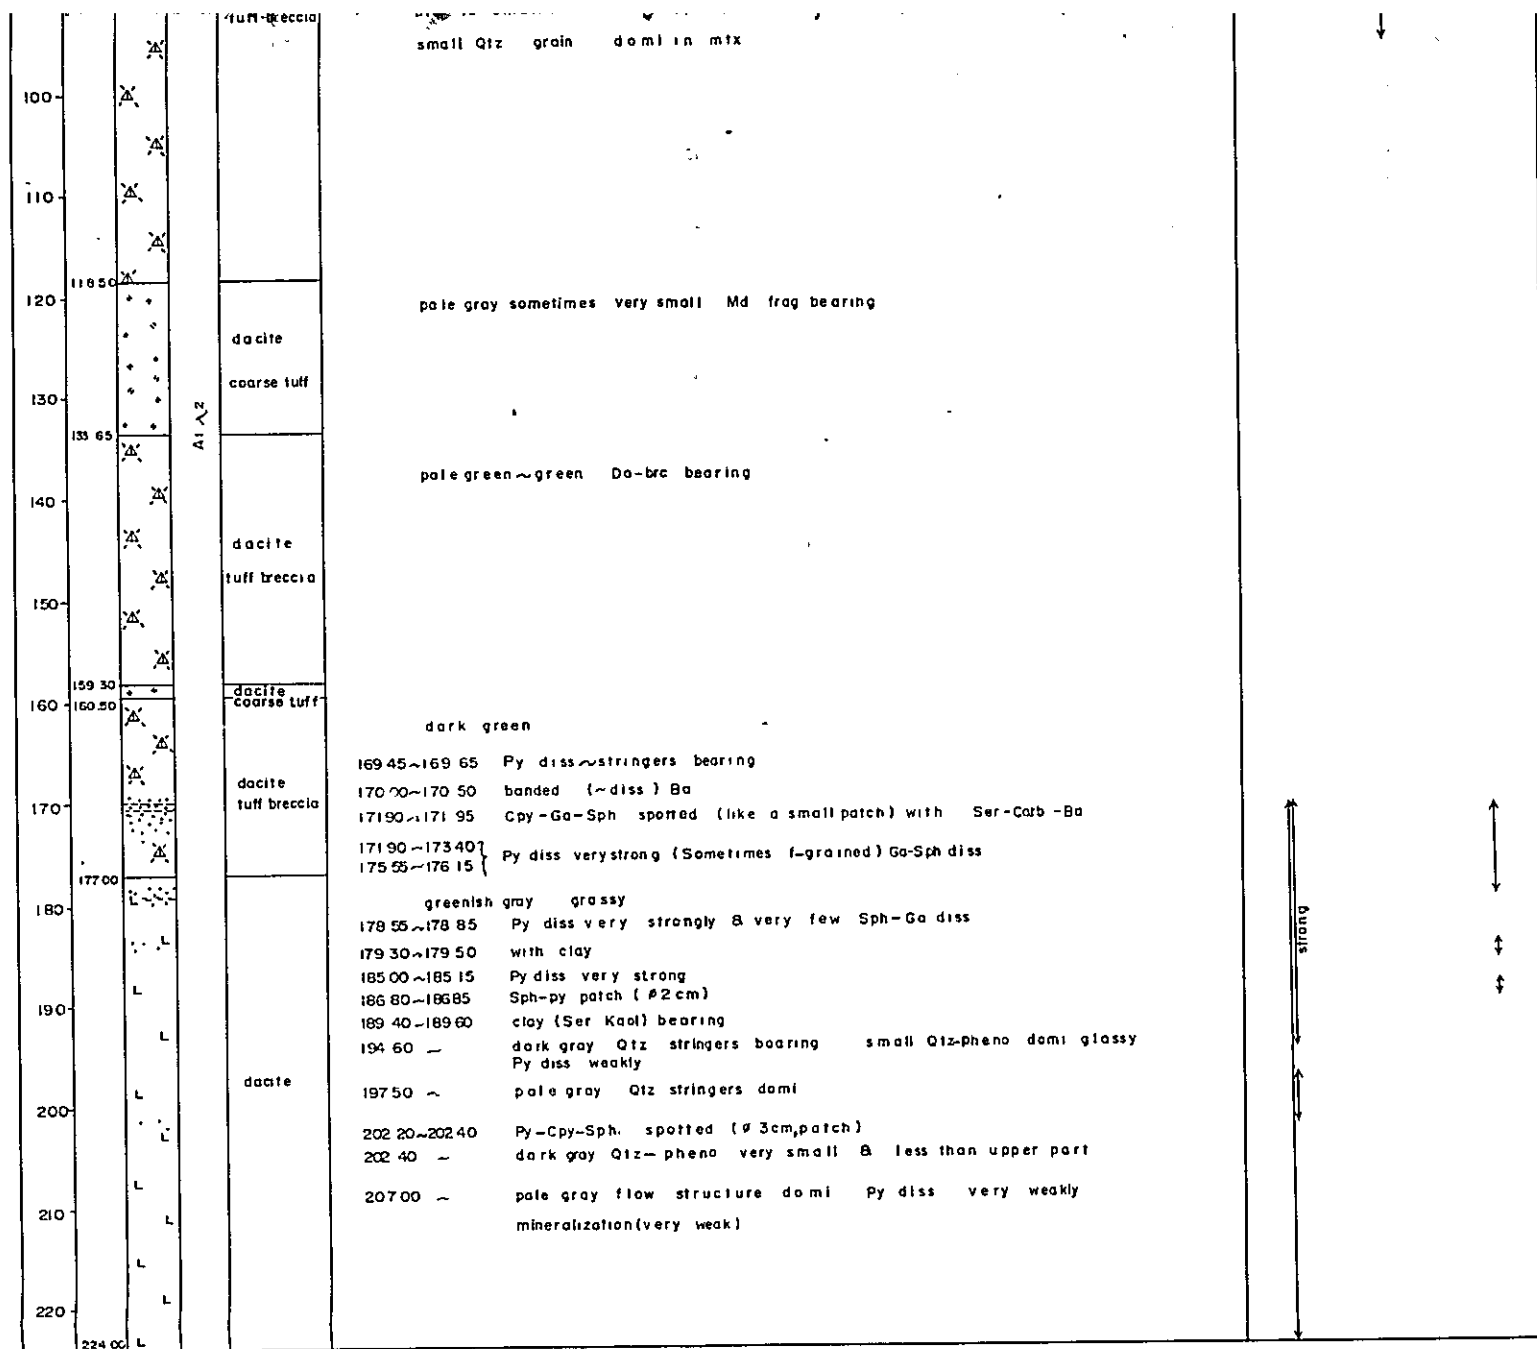 tuff-breccia
small Qtz grain domi in mtx
100
110
118 50
120
pale gray sometimes very small Md frag bearing
dacite
coarse tuff
130
133 65
pale green~green Da-brc bearing
140
dacite
tuff breccia
150
159 30
dacite
160 50
coarse tuff
160
dark green
169 45~169 65 Py diss~stringers bearing
170 00~170 50 banded (~diss) Ba
dacite
tuff breccia
170
171 90~171 95 Cpy-Ga-Sph spotted (like a small patch) with Ser-Carb-Ba
171 90~173 40
175 55~176 15
Py diss very strong (Sometimes f-grained) Ga-Sph diss
177 00
greenish gray grassy
180
178 55~178 85 Py diss very strongly & very few Sph-Ga diss
strong
179 30~179 50 with clay
185 00~185 15 Py diss very strong
186 80~186 85 Sph-py patch (ø2cm)
190
189 40~189 60 clay (Ser Kaol) bearing
194 60 ~ dark gray Qtz stringers boaring small Qtz-pheno domi glassy
Py diss weakly
dacite
197 50 ~ pale gray Qtz stringers domi
200
202 20~202 40 Py-Cpy-Sph. spotted (ø 3cm,patch)
202 40 ~ dark gray Qtz-pheno very small & less than upper part
207 00 ~ pale gray flow structure domi Py diss very weakly
210
mineralization(very weak)
220
224 00